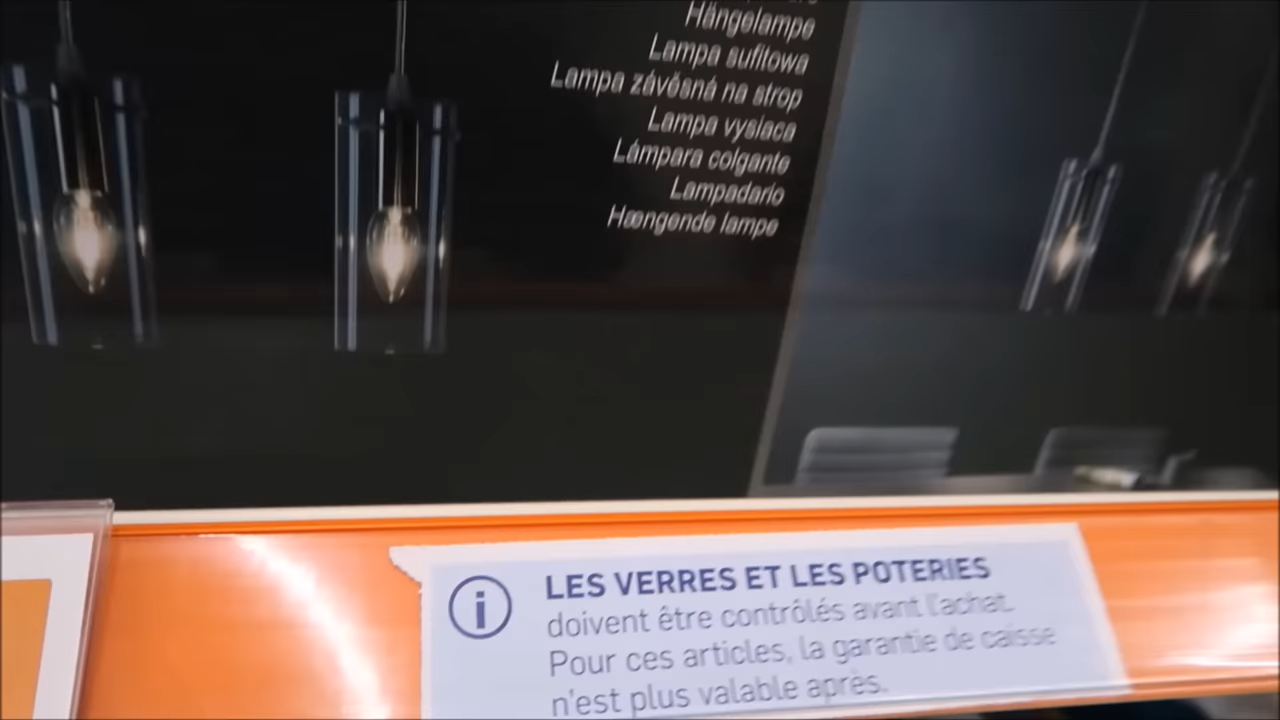 Hängelampe
Lampa sufitowa
Lampa závěsná na strop
Lampa vysiaca
Lámpara colgante
Lampadario
Hængende lampe
i
LES VERRES ET LES POTERIES
doivent être contrôlés avant l'achat.
Pour ces articles, la garantie de caisse
n'est plus valable après.